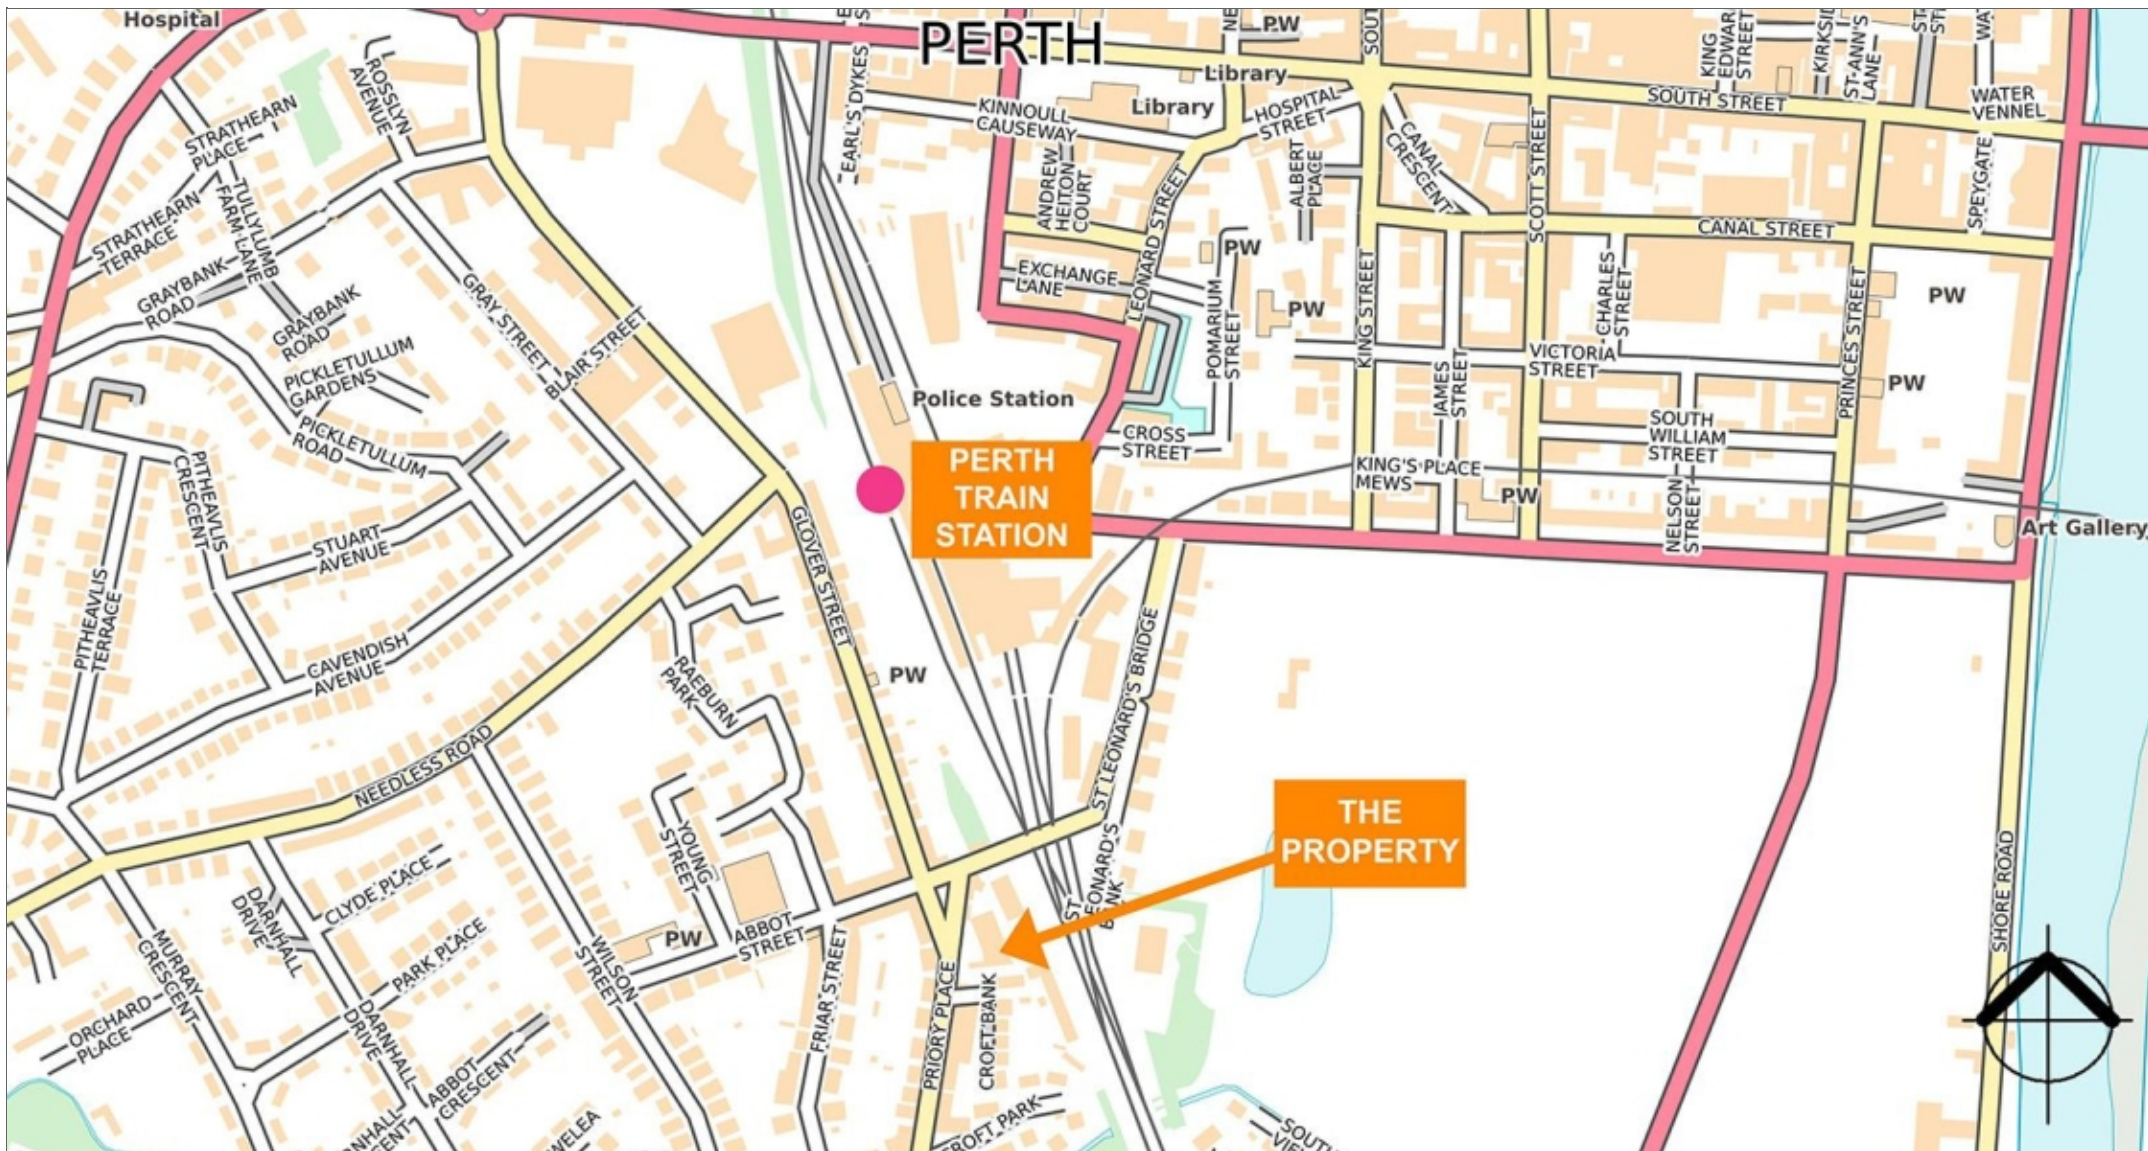 Hospital
PERTH
PW
Library
Library
ROSSLYN
AVENUE
STRATHEARN
PLACE
EARL'S DYKES
KINNOULL
CAUSEWAY
HOSPITAL
STREET
KING
EDWARD
STREET
ST ANN'S
LANE
SOUTH STREET
WATER
VENNEL
CANAL
CRESCENT
SCOTT STREET
ALBERT
PLACE
ANDREW
HEITON
COURT
LEONARD STREET
SPEYGATE
CANAL STREET
STRATHEARN
TERRACE
TULLYLUMB
FARM LANE
GRAYBANK
ROAD
GRAYBANK
ROAD
GRAY STREET
BLAIR STREET
EXCHANGE
LANE
PW
PW
POMARIUM
STREET
KING STREET
CHARLES
STREET
PRINCES STREET
PW
PICKLETULLUM
GARDENS
PICKLETULLUM
ROAD
Police Station
VICTORIA
STREET
JAMES
STREET
PW
CROSS
STREET
SOUTH
WILLIAM
STREET
KING'S PLACE
MEWS
PW
NELSON
STREET
Art Gallery
PERTH
TRAIN
STATION
PITHEAVLIS
CRESCENT
STUART
AVENUE
GLOVER STREET
PITHEAVLIS
TERRACE
CAVENDISH
AVENUE
RAEBURN
PARK
PW
ST LEONARD'S BRIDGE
NEEDLESS ROAD
THE
PROPERTY
YOUNG
STREET
ST
LEONARD'S
BANK
SHORE ROAD
CLYDE PLACE
DARNHALL
DRIVE
PARK PLACE
MURRAY
CRESCENT
WILSON
STREET
PW
ABBOT
STREET
FRIAR STREET
PRIORY PLACE
CROFT BANK
ORCHARD
PLACE
DARNHALL
DRIVE
ABBOT
CRESCENT
CROFT PARK